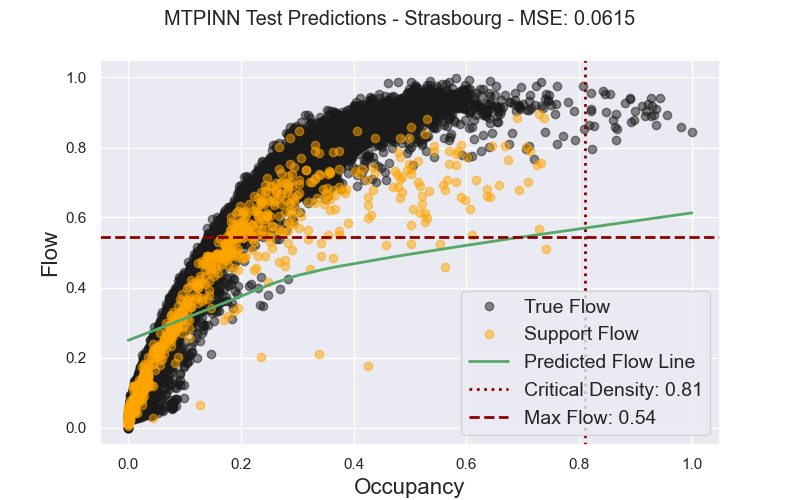 MTPINN Test Predictions - Strasbourg - MSE: 0.0615
1.0
0.8
0.6
0.4
0.2
0.0
Flow
True Flow
Support Flow
Predicted Flow Line
Critical Density: 0.81
Max Flow: 0.54
0.0 0.2 0.4 0.6 0.8 1.0
Occupancy